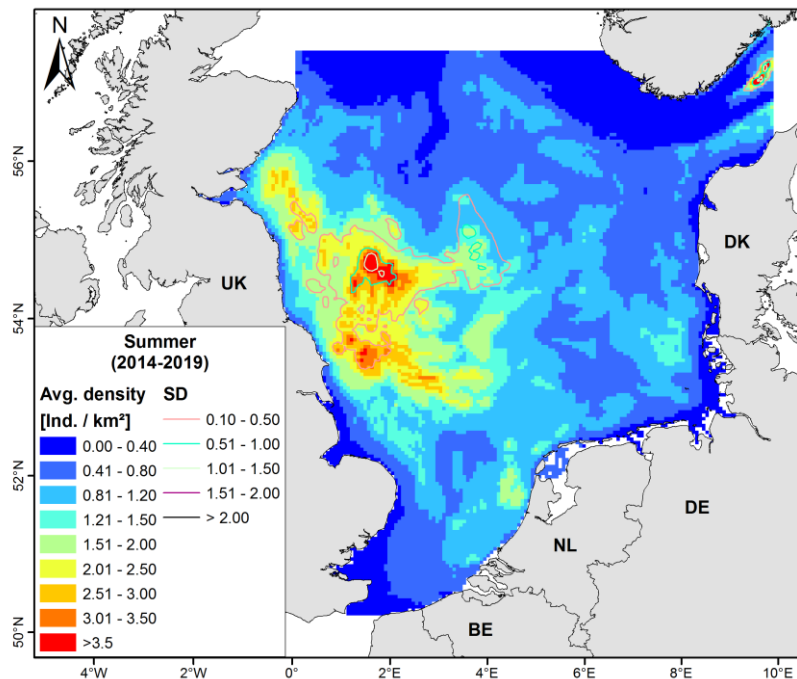 N
56°N
54°N
52°N
50°N
UK
DK
DE
NL
BE
Summer
(2014-2019)
Avg. density SD
[Ind. / km²]
0.00 - 0.40
0.41 - 0.80
0.81 - 1.20
1.21 - 1.50
1.51 - 2.00
2.01 - 2.50
2.51 - 3.00
3.01 - 3.50
>3.5
0.10 - 0.50
0.51 - 1.00
1.01 - 1.50
1.51 - 2.00
> 2.00
4°W 2°W 0° 2°E 4°E 6°E 8°E 10°E